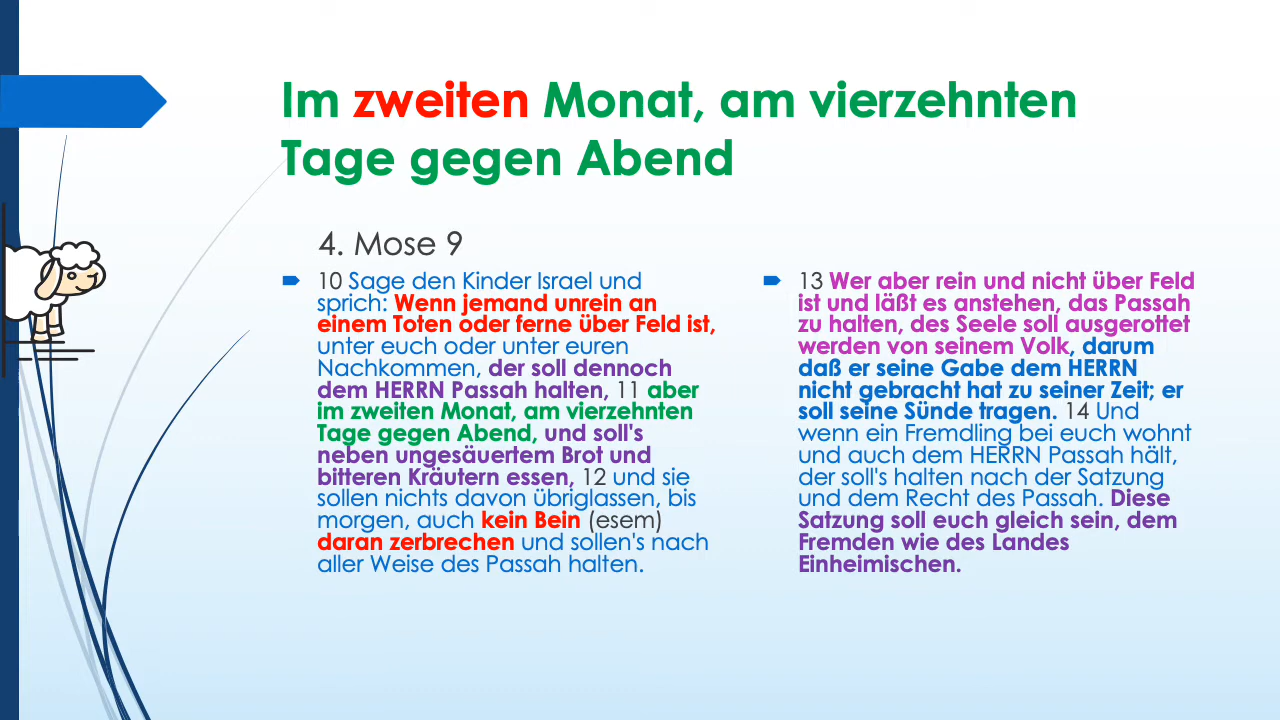 Im zweiten Monat, am vierzehnten
Tage gegen Abend
4. Mose 9
10 Sage den Kinder Israel und
sprich: Wenn jemand unrein an
einem Toten oder ferne über Feld ist,
unter euch oder unter euren
Nachkommen, der soll dennoch
dem HERRN Passah halten, 11 aber
im zweiten Monat, am vierzehnten
Tage gegen Abend, und soll's
neben ungesäuertem Brot und
bitteren Kräutern essen, 12 und sie
sollen nichts davon übriglassen, bis
morgen, auch kein Bein (esem)
daran zerbrechen und sollen's nach
aller Weise des Passah halten.
13 Wer aber rein und nicht über Feld
ist und läßt es anstehen, das Passah
zu halten, des Seele soll ausgerottet
werden von seinem Volk, darum
daß er seine Gabe dem HERRN
nicht gebracht hat zu seiner Zeit; er
soll seine Sünde tragen. 14 Und
wenn ein Fremdling bei euch wohnt
und auch dem HERRN Passah hält,
der soll's halten nach der Satzung
und dem Recht des Passah. Diese
Satzung soll euch gleich sein, dem
Fremden wie des Landes
Einheimischen.